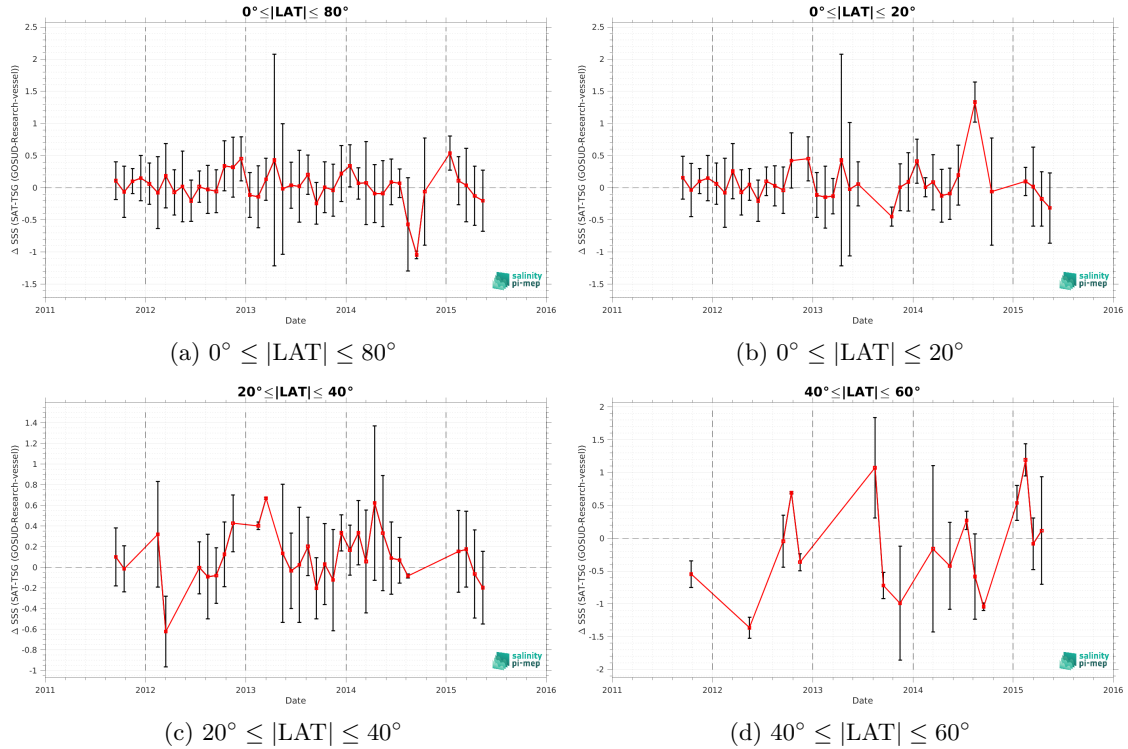 0°≤|LAT|≤ 80°
Δ SSS (SAT-TSG (GOSUD-Research-vessel))
2.5
2
1.5
1
0.5
0
-0.5
-1
-1.5
2011
2012
2013
2014
2015
2016
Date
salinity
pi-mep
(a) 0° ≤ |LAT| ≤ 80°
0°≤|LAT|≤ 20°
Δ SSS (SAT-TSG (GOSUD-Research-vessel))
2.5
2
1.5
1
0.5
0
-0.5
-1
-1.5
2011
2012
2013
2014
2015
2016
Date
salinity
pi-mep
(b) 0° ≤ |LAT| ≤ 20°
20°≤|LAT|≤ 40°
Δ SSS (SAT-TSG (GOSUD-Research-vessel))
1.4
1.2
1
0.8
0.6
0.4
0.2
0
-0.2
-0.4
-0.6
-0.8
-1
2011
2012
2013
2014
2015
2016
Date
salinity
pi-mep
(c) 20° ≤ |LAT| ≤ 40°
40°≤|LAT|≤ 60°
Δ SSS (SAT-TSG (GOSUD-Research-vessel))
2
1.5
1
0.5
0
-0.5
-1
-1.5
-2
2011
2012
2013
2014
2015
2016
Date
salinity
pi-mep
(d) 40° ≤ |LAT| ≤ 60°